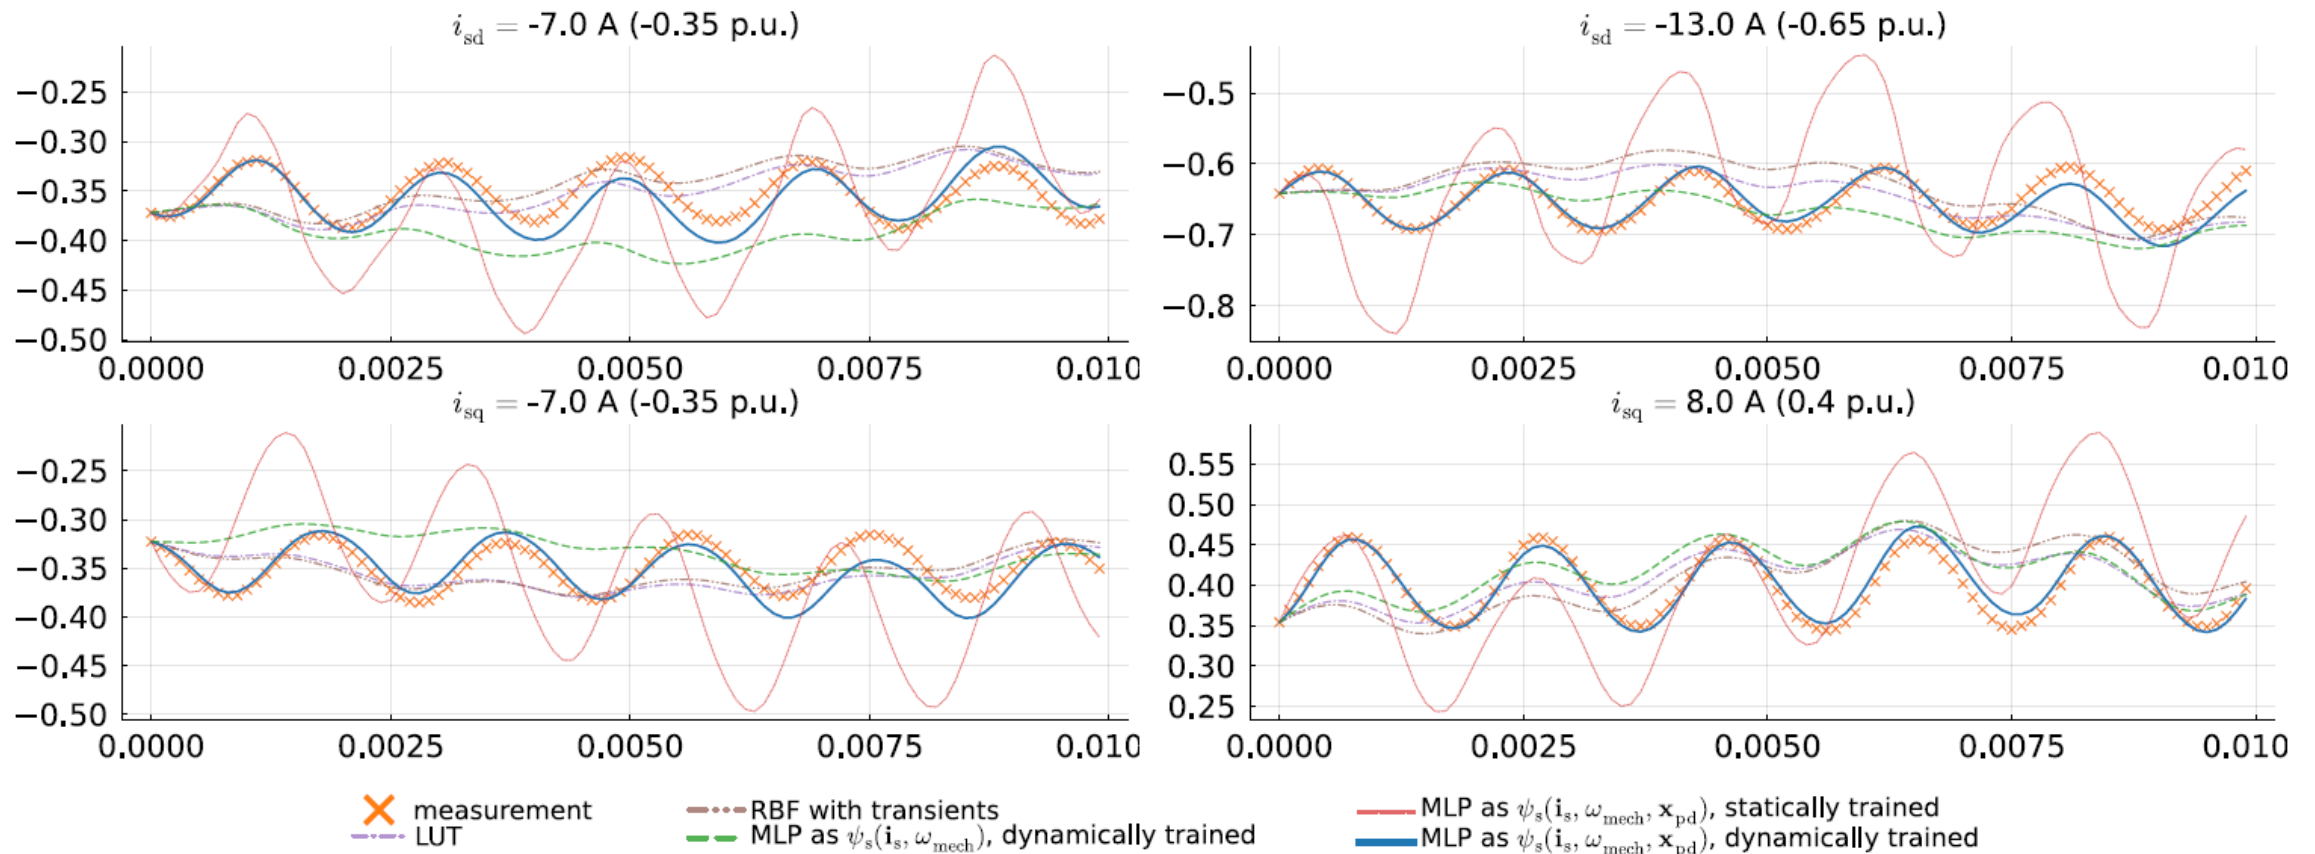 i_sd = -7.0 A (-0.35 p.u.)
i_sd = -13.0 A (-0.65 p.u.)
−0.25
−0.30
−0.35
−0.40
−0.45
−0.50
−0.5
−0.6
−0.7
−0.8
0.0000 0.0025 0.0050 0.0075 0.010
0.0000 0.0025 0.0050 0.0075 0.010
i_sq = -7.0 A (-0.35 p.u.)
i_sq = 8.0 A (0.4 p.u.)
−0.25
−0.30
−0.35
−0.40
−0.45
−0.50
0.55
0.50
0.45
0.40
0.35
0.30
0.25
0.0000 0.0025 0.0050 0.0075 0.010
0.0000 0.0025 0.0050 0.0075 0.010
measurement
LUT
RBF with transients
MLP as ψ_s(i_s, ω_mech), dynamically trained
MLP as ψ_s(i_s, ω_mech, x_pd), statically trained
MLP as ψ_s(i_s, ω_mech, x_pd), dynamically trained